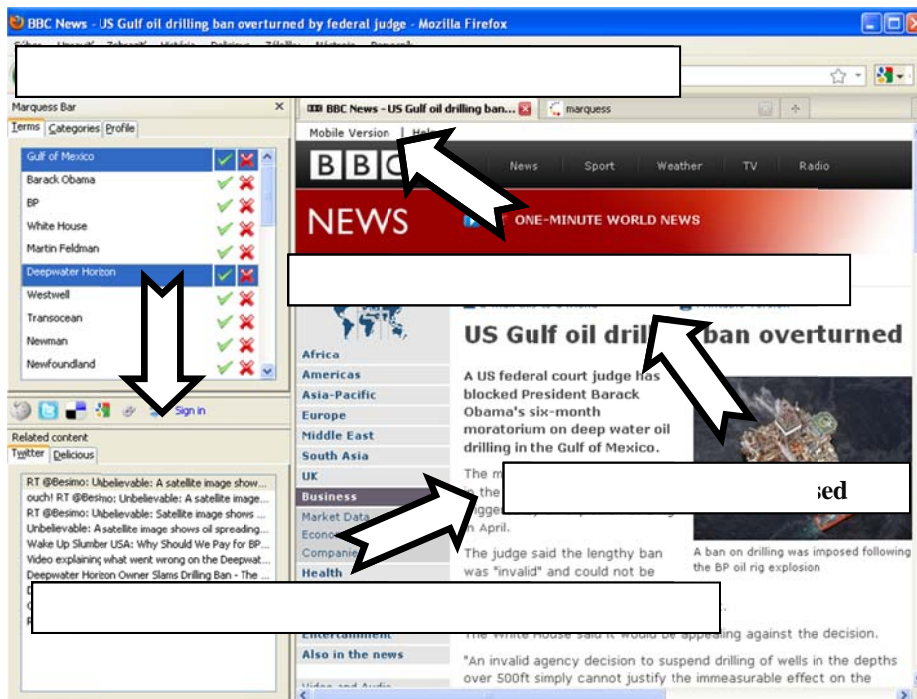 BBC News - US Gulf oil drilling ban overturned by federal judge - Mozilla Firefox
Marquess Bar
Terms Categories Profile
Gulf of Mexico
Barack Obama
BP
White House
Martin Feldman
Deepwater Horizon
Westwell
Transocean
Newman
Newfoundland
Sign in
Related content
Twitter Delicious
RT @Besimo: Unbelievable: A satellite image show...
ouch! RT @Besimo: Unbelievable: A satellite image...
RT @Besimo: Unbelievable: Satellite image shows ...
Unbelievable: A satellite image shows oil spreading...
Wake Up Slumber USA: Why Should We Pay for BP...
Video explaining what went wrong on the Deepwat...
Deepwater Horizon Owner Slams Drilling Ban - The ...
BBC News - US Gulf oil drilling ban... marquess
Mobile Version | Help
BBC News Sport Weather TV Radio
NEWS ONE-MINUTE WORLD NEWS
Africa
Americas
Asia-Pacific
Europe
Middle East
South Asia
UK
Business
Market Data
Companies
Health
Entertainment
Also in the news
Video and Audio
US Gulf oil drilling ban overturned
A US federal court judge has
blocked President Barack
Obama's six-month
moratorium on deep water oil
drilling in the Gulf of Mexico.
The
in the
sed
in April.
The judge said the lengthy ban
was "invalid" and could not be
A ban on drilling was imposed following
the BP oil rig explosion
The White House said it would be appealing against the decision.
"An invalid agency decision to suspend drilling of wells in the depths
over 500ft simply cannot justify the immeasurable effect on the